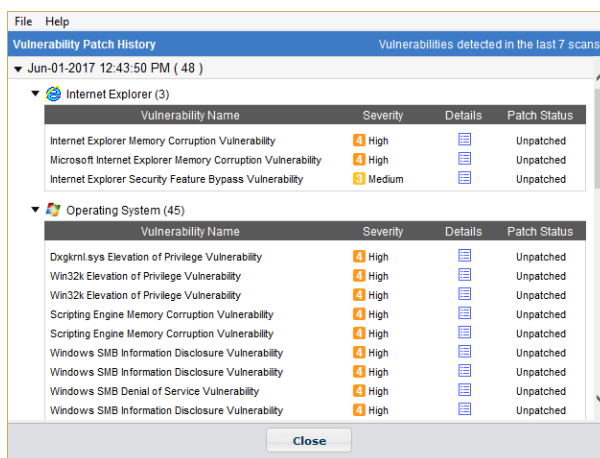 File Help
Vulnerability Patch History Vulnerabilities detected in the last 7 scans
Jun-01-2017 12:43:50 PM ( 48 )
Internet Explorer (3)
Vulnerability Name Severity Details Patch Status
Internet Explorer Memory Corruption Vulnerability 4 High Unpatched
Microsoft Internet Explorer Memory Corruption Vulnerability 4 High Unpatched
Internet Explorer Security Feature Bypass Vulnerability 3 Medium Unpatched
Operating System (45)
Vulnerability Name Severity Details Patch Status
Dxgkrnl.sys Elevation of Privilege Vulnerability 4 High Unpatched
Win32k Elevation of Privilege Vulnerability 4 High Unpatched
Win32k Elevation of Privilege Vulnerability 4 High Unpatched
Scripting Engine Memory Corruption Vulnerability 4 High Unpatched
Scripting Engine Memory Corruption Vulnerability 4 High Unpatched
Windows SMB Information Disclosure Vulnerability 4 High Unpatched
Windows SMB Information Disclosure Vulnerability 4 High Unpatched
Windows SMB Denial of Service Vulnerability 4 High Unpatched
Windows SMB Information Disclosure Vulnerability 4 High Unpatched
Close